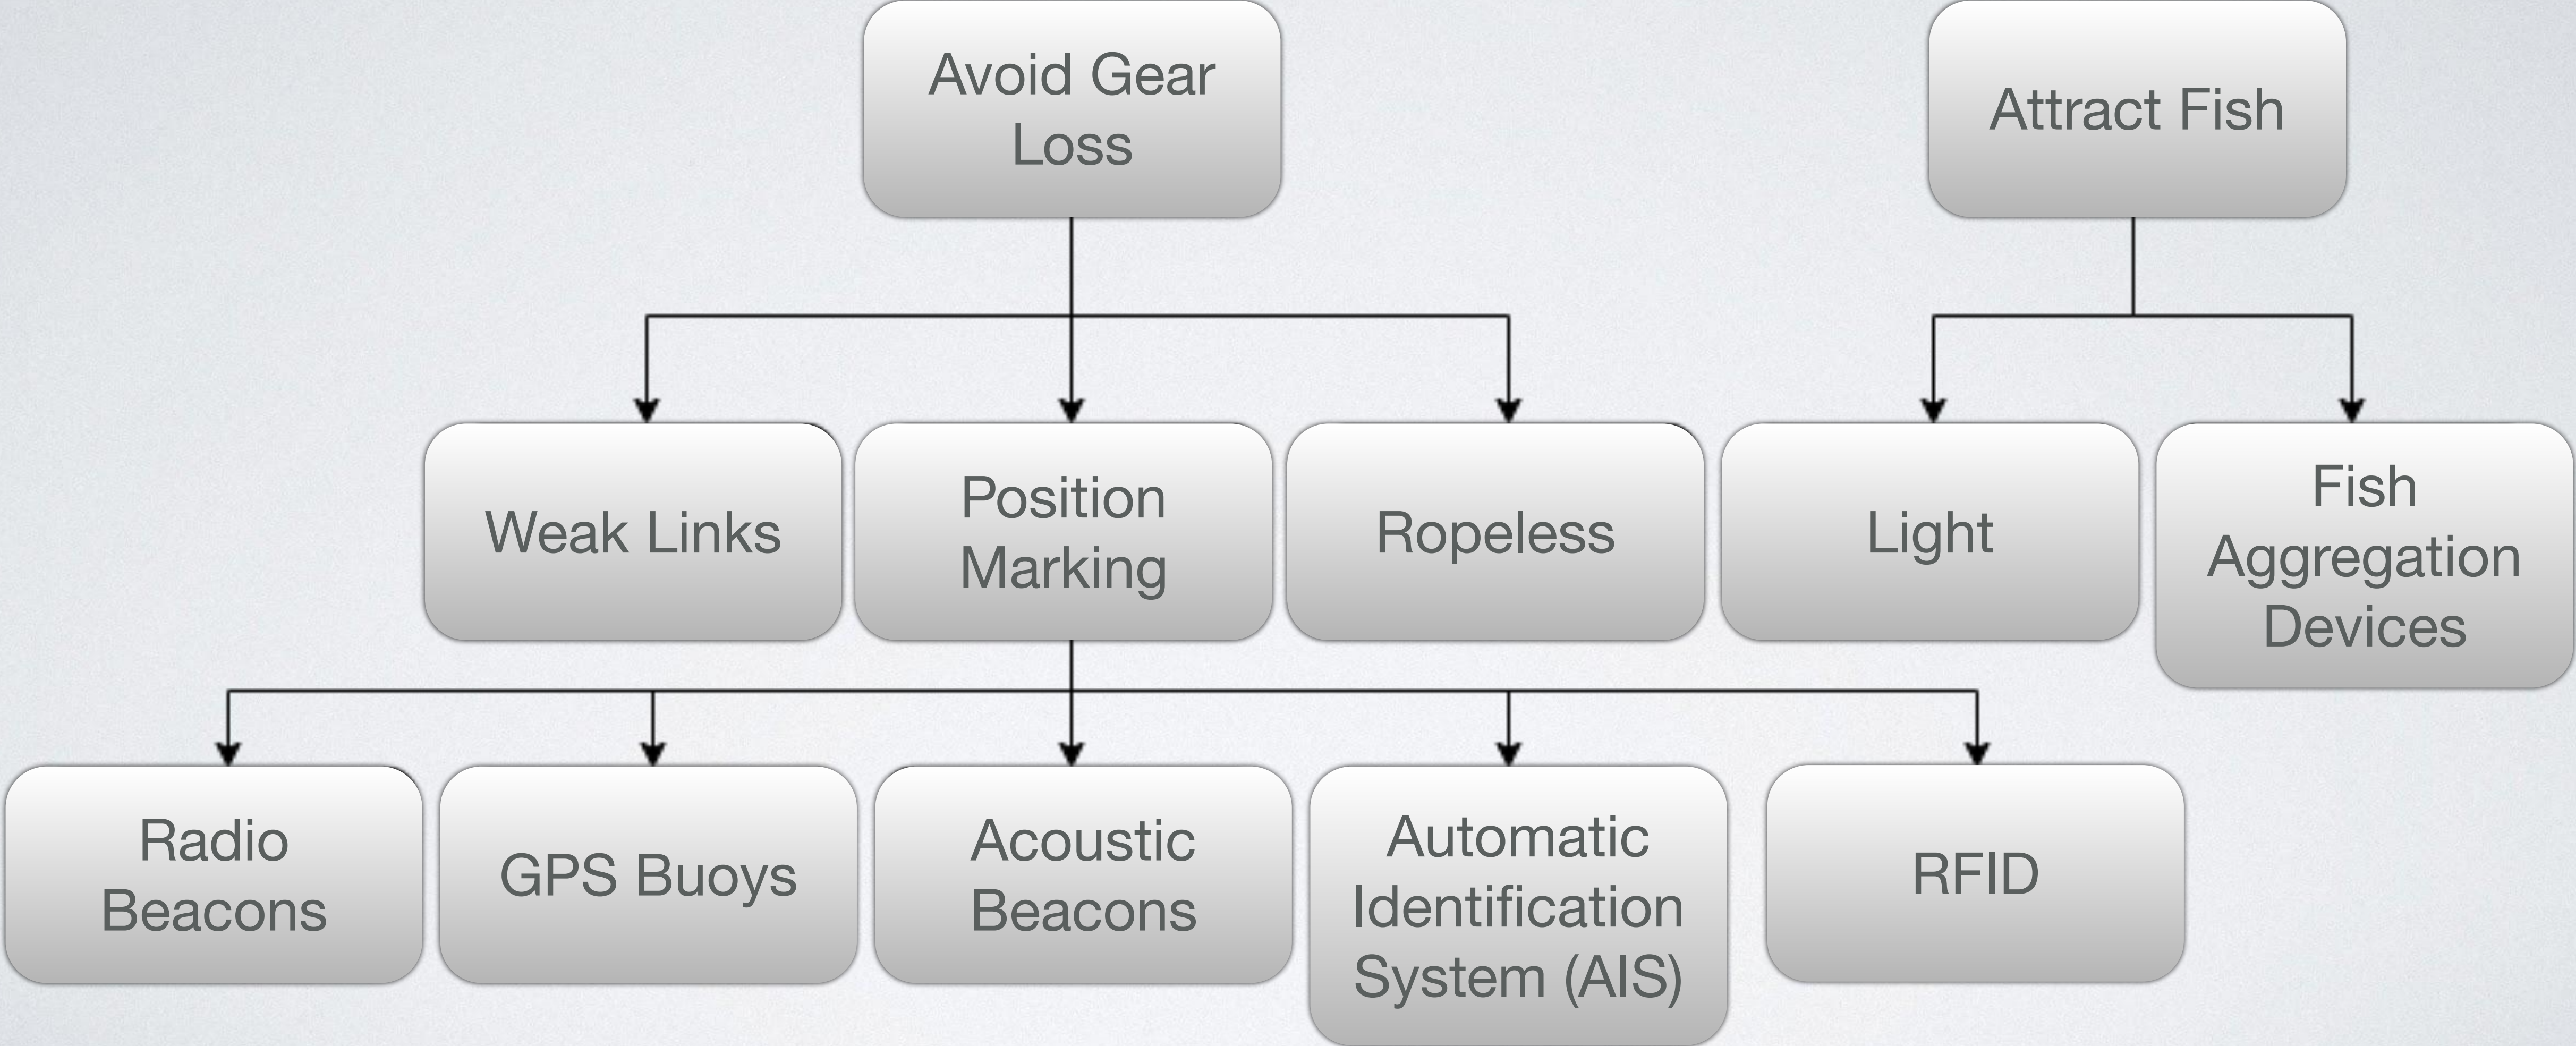 Avoid Gear
Loss
Attract Fish
Weak Links
Position
Marking
Ropeless
Light
Fish
Aggregation
Devices
Radio
Beacons
GPS Buoys
Acoustic
Beacons
Automatic
Identification
System (AIS)
RFID